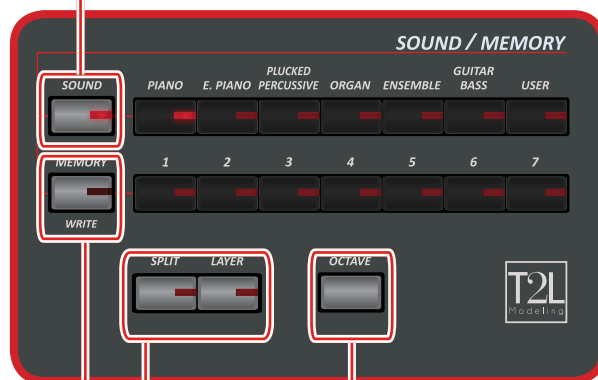 SOUND / MEMORY
SOUND PIANO E. PIANO PLUCKED PERCUSSIVE ORGAN ENSEMBLE GUITAR BASS USER
MEMORY 1 2 3 4 5 6 7
WRITE
SPLIT LAYER OCTAVE
T2L
Modeling